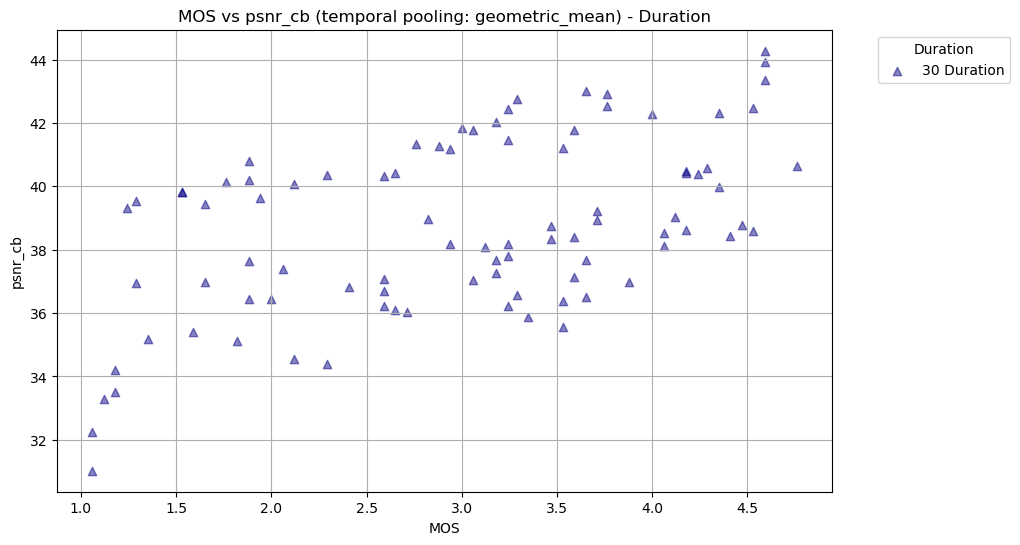 MOS vs psnr_cb (temporal pooling: geometric_mean) - Duration
Duration
30 Duration
psnr_cb
44
42
40
38
36
34
32
1.0 1.5 2.0 2.5 3.0 3.5 4.0 4.5
MOS